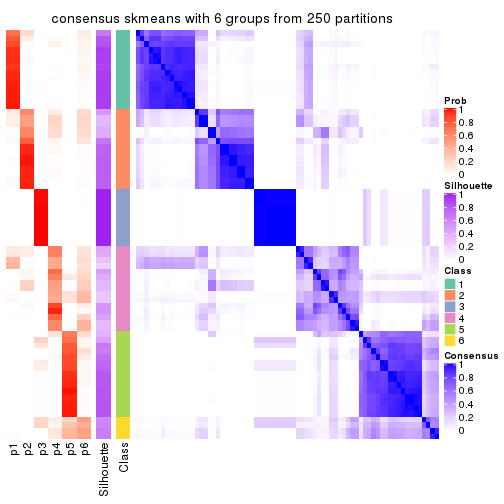 consensus skmeans with 6 groups from 250 partitions
Prob
1
0.8
0.6
0.4
0.2
0
Silhouette
1
0.8
0.6
0.4
0.2
0
Class
1
2
3
4
5
6
Consensus
1
0.8
0.6
0.4
0.2
0
p1
p2
p3
p4
p5
p6
Silhouette
Class